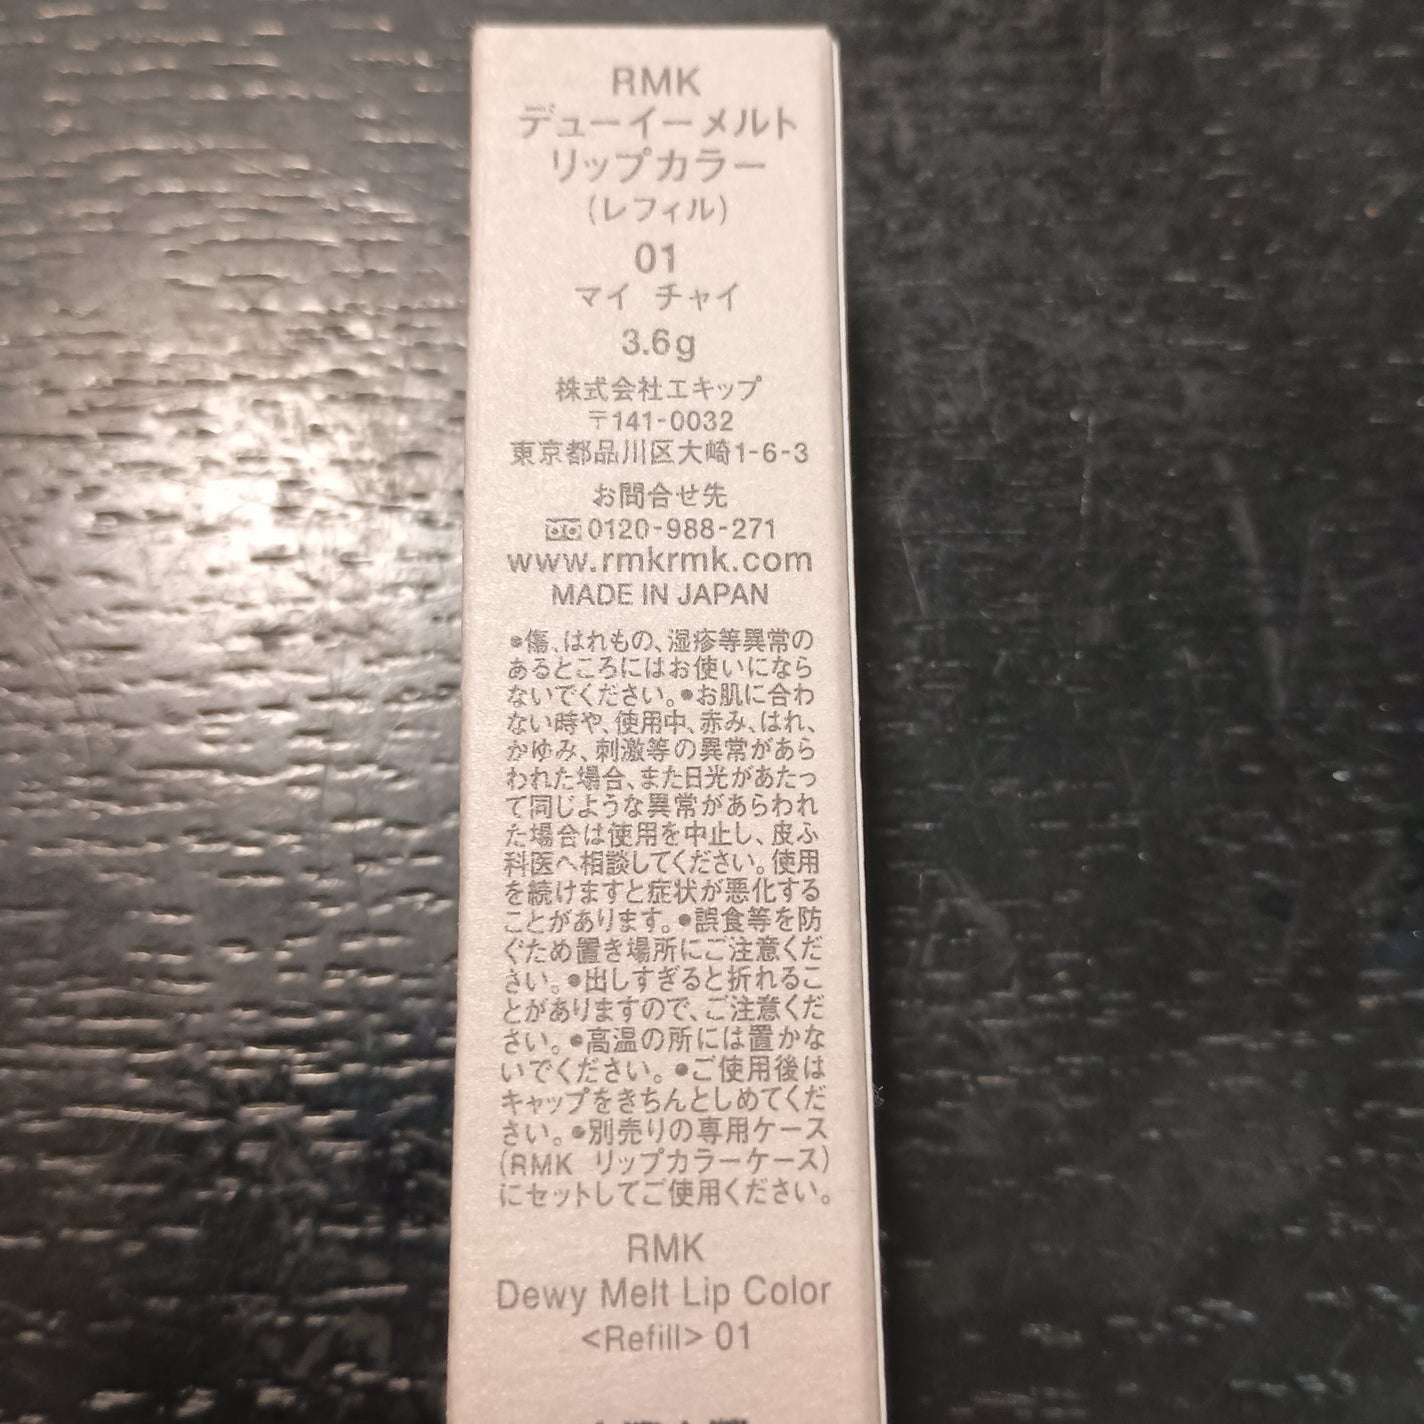 RMK
デューイーメルト
リップカラー
(レフィル)
01
マイ チャイ
3.6g
株式会社エキップ
〒141-0032
東京都品川区大崎1-6-3
お問合せ先
0120-988-271
www.rmkrmk.com
MADE IN JAPAN
●傷、はれもの、湿疹等異常の
あるところにはお使いになら
ないでください。●お肌に合わ
ない時や、使用中、赤み、はれ、
かゆみ、刺激等の異常があら
われた場合、また日光があたっ
て同じような異常があらわれ
た場合は使用を中止し、皮ふ
科医へ相談してください。使用
を続けますと症状が悪化する
ことがあります。●誤食等を防
ぐため置き場所にご注意くだ
さい。●出しすぎると折れるこ
とがありますので、ご注意くだ
さい。●高温の所には置かな
いでください。●ご使用後は
キャップをきちんとしめてくだ
さい。●別売りの専用ケース
(RMK リップカラーケース)
にセットしてご使用ください。
RMK
Dewy Melt Lip Color
<Refill> 01